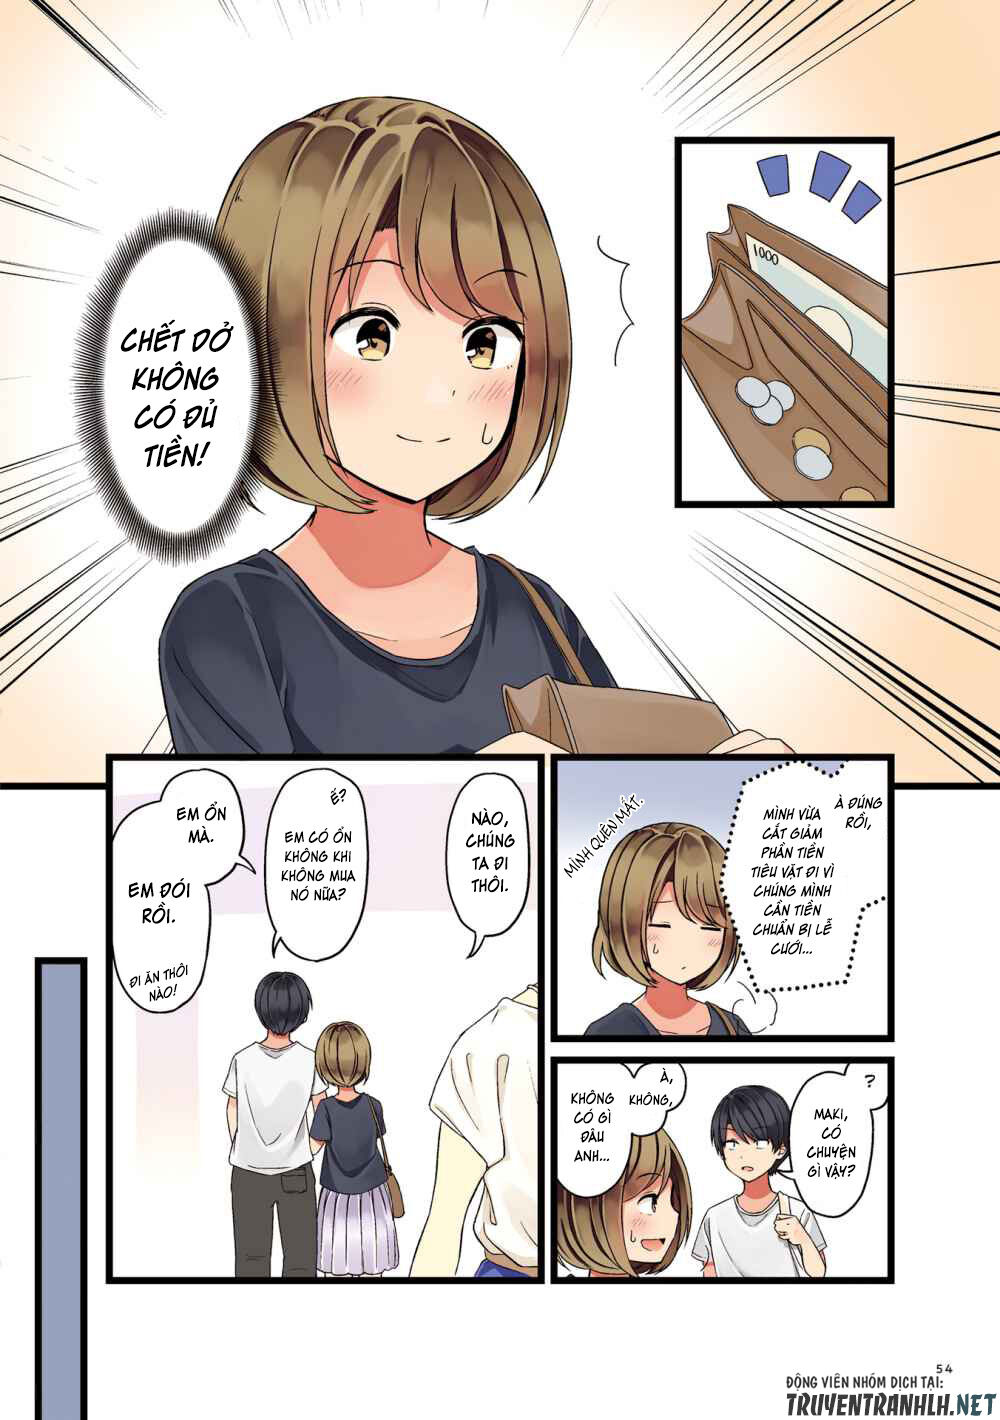 1000
CHẾT DỞ
KHÔNG
CÓ ĐỦ
TIỀN!
À ĐÚNG
RỒI,
MÌNH VỪA
CẮT GIẢM
PHẦN TIỀN
TIÊU VẶT ĐI VÌ
CHÚNG MÌNH
CẦN TIỀN
CHUẨN BỊ LỄ
CƯỚI...
MÌNH QUÊN MẤT.
?
MAKI,
CÓ
CHUYỆN
GÌ VẬY?
À,
KHÔNG,
KHÔNG
CÓ GÌ
ĐÂU
ANH...
NÀO,
CHÚNG
TA ĐI
THÔI.
Ể?
EM CÓ ỔN
KHÔNG KHI
KHÔNG MUA
NÓ NỮA?
EM ỔN
MÀ.
EM ĐÓI
RỒI.
ĐI ĂN THÔI
NÀO!
54
ĐỘNG VIÊN NHÓM DỊCH TẠI:
TRUYENTRANHLH.NET